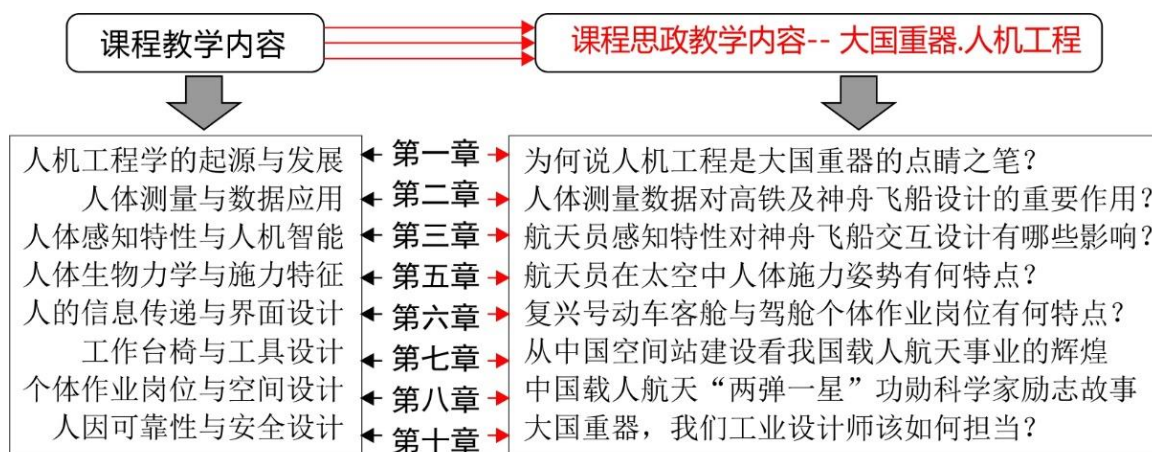 课程教学内容
课程思政教学内容-- 大国重器.人机工程
人机工程学的起源与发展 第一章 为何说人机工程是大国重器的点睛之笔?
人体测量与数据应用 第二章 人体测量数据对高铁及神舟飞船设计的重要作用?
人体感知特性与人机智能 第三章 航天员感知特性对神舟飞船交互设计有哪些影响?
人体生物力学与施力特征 第五章 航天员在太空中人体施力姿势有何特点?
人的信息传递与界面设计 第六章 复兴号动车客舱与驾舱个体作业岗位有何特点?
工作台椅与工具设计 第七章 从中国空间站建设看我国载人航天事业的辉煌
个体作业岗位与空间设计 第八章 中国载人航天“两弹一星”功勋科学家励志故事
人因可靠性与安全设计 第十章 大国重器，我们工业设计师该如何担当?